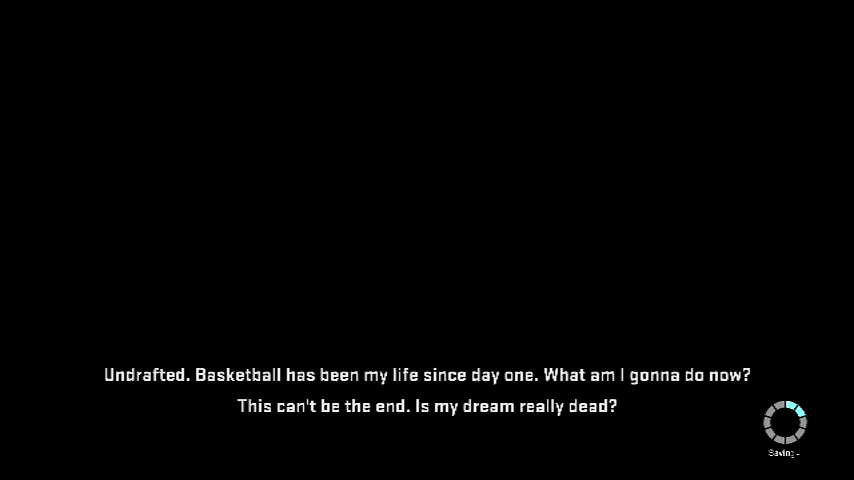 Undrafted. Basketball has been my life since day one. What am I gonna do now?
This can't be the end. Is my dream really dead?
Saving-